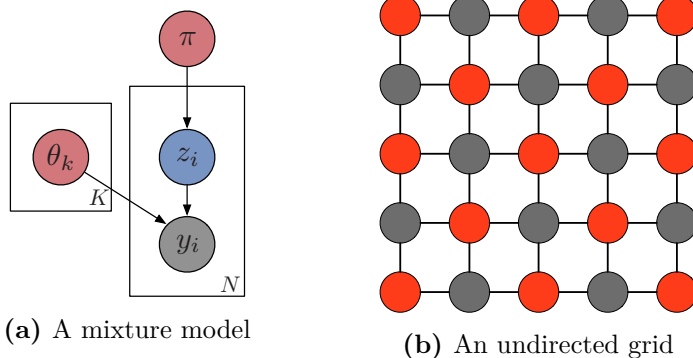 π
θk
K
zi
yi
N
(a) A mixture model
(b) An undirected grid